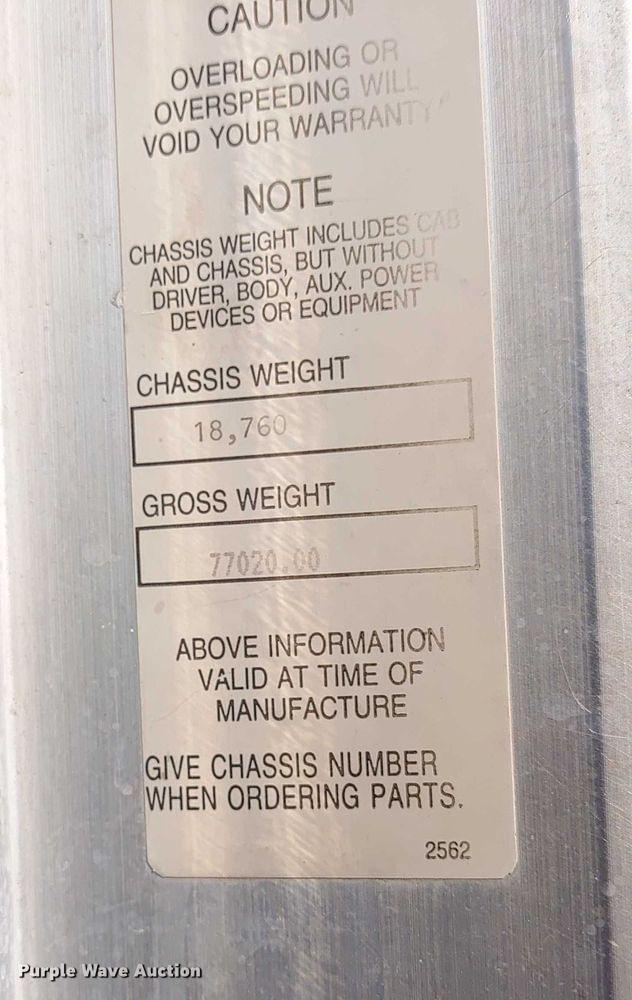 CAUTION
OVERLOADING OR
OVERSPEEDING WILL
VOID YOUR WARRANTY
NOTE
CHASSIS WEIGHT INCLUDES CAB
AND CHASSIS, BUT WITHOUT
DRIVER, BODY, AUX. POWER
DEVICES OR EQUIPMENT
CHASSIS WEIGHT
18,760
GROSS WEIGHT
77020.00
ABOVE INFORMATION
VALID AT TIME OF
MANUFACTURE
GIVE CHASSIS NUMBER
WHEN ORDERING PARTS.
2562
Purple Wave Auction